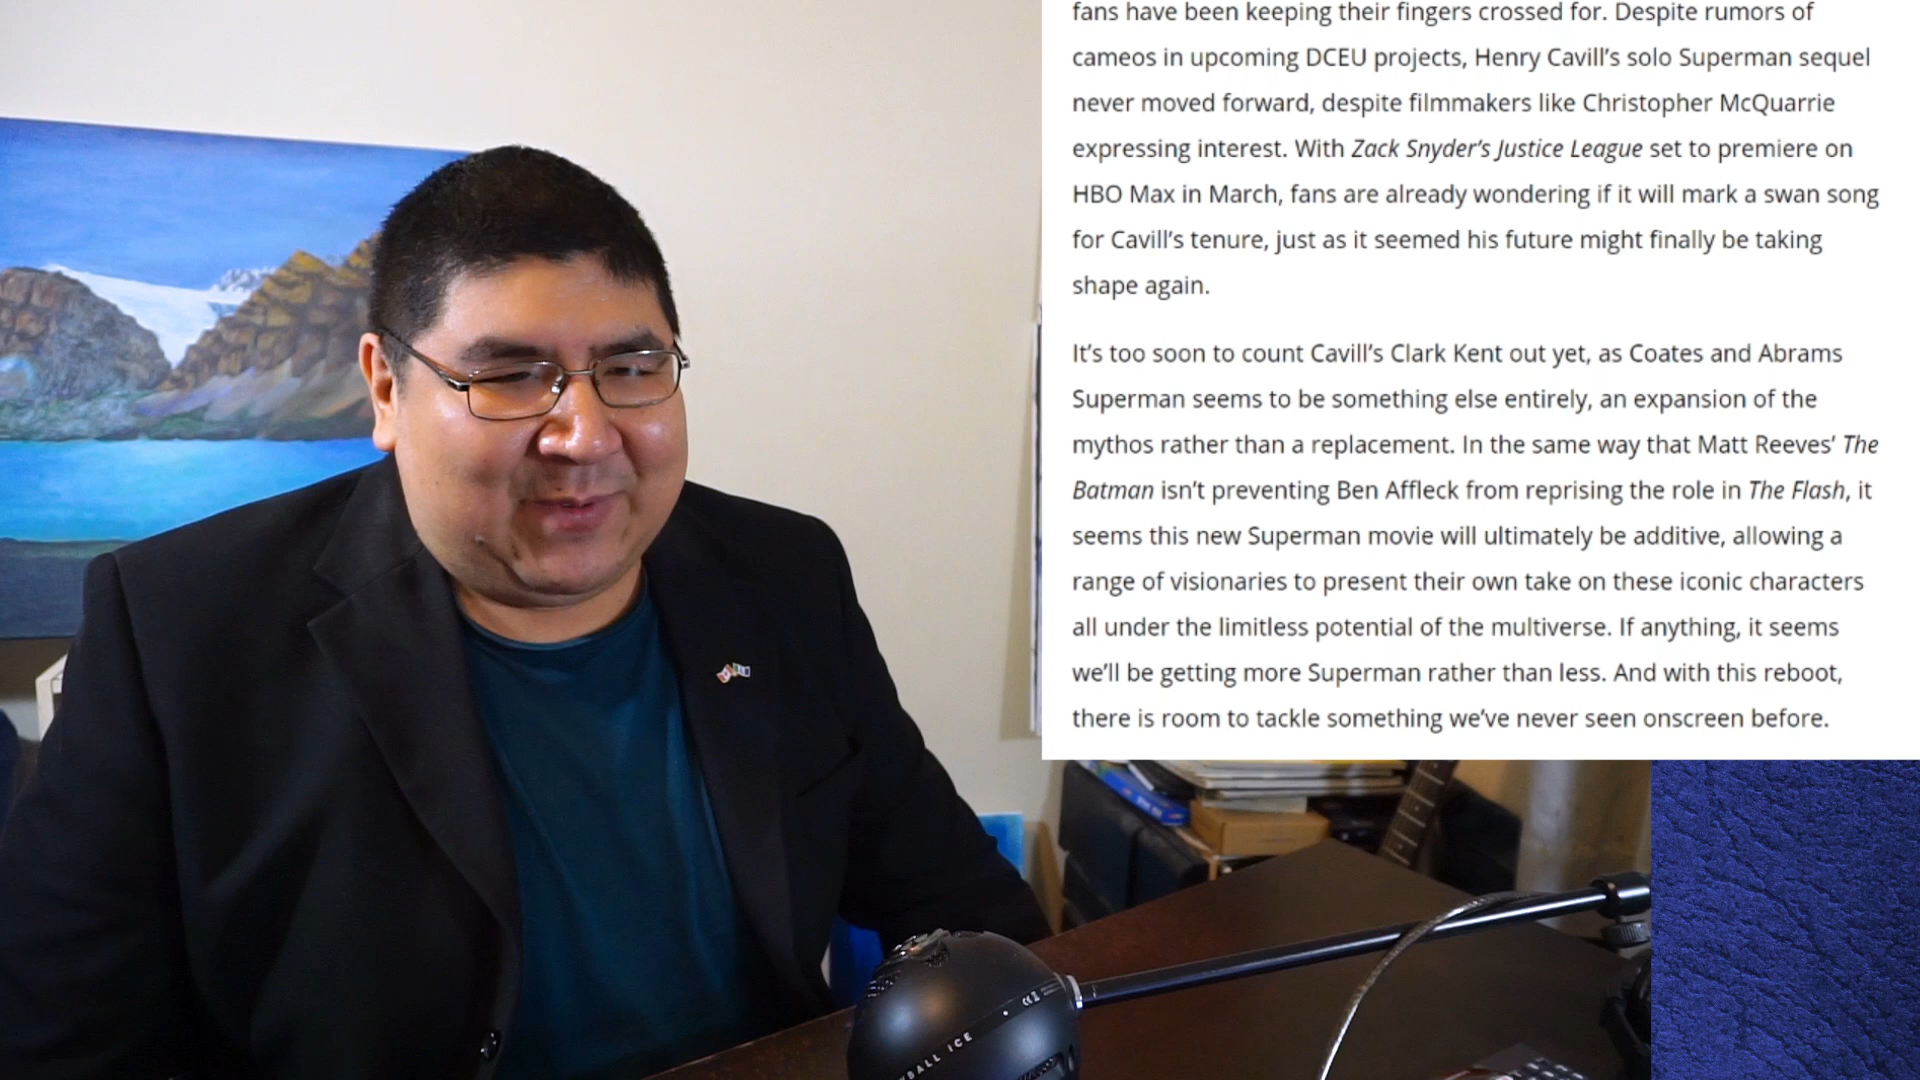 fans have been keeping their fingers crossed for. Despite rumors of
cameos in upcoming DCEU projects, Henry Cavill’s solo Superman sequel
never moved forward, despite filmmakers like Christopher McQuarrie
expressing interest. With Zack Snyder’s Justice League set to premiere on
HBO Max in March, fans are already wondering if it will mark a swan song
for Cavill’s tenure, just as it seemed his future might finally be taking
shape again.
It’s too soon to count Cavill’s Clark Kent out yet, as Coates and Abrams
Superman seems to be something else entirely, an expansion of the
mythos rather than a replacement. In the same way that Matt Reeves’ The
Batman isn’t preventing Ben Affleck from reprising the role in The Flash, it
seems this new Superman movie will ultimately be additive, allowing a
range of visionaries to present their own take on these iconic characters
all under the limitless potential of the multiverse. If anything, it seems
we’ll be getting more Superman rather than less. And with this reboot,
there is room to tackle something we’ve never seen onscreen before.
ICE